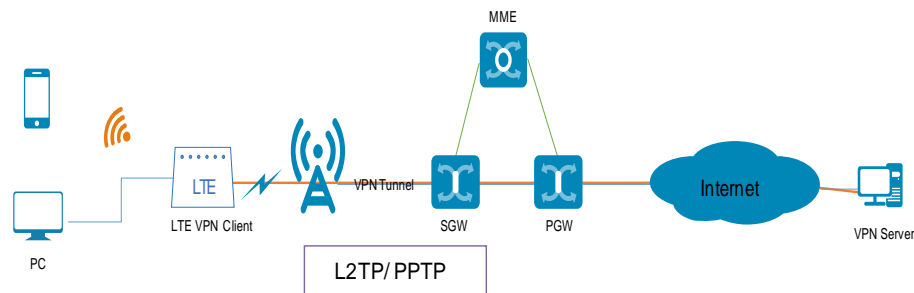 MME
LTE
VPN Tunnel
Internet
LTE VPN Client
SGW
PGW
VPN Server
PC
L2TP/ PPTP